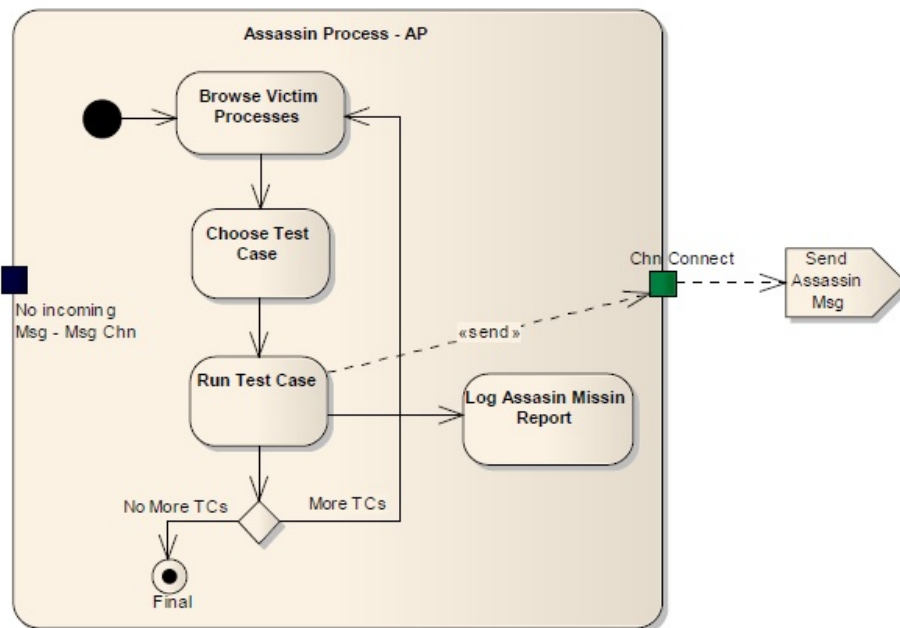 Assassin Process - AP
Browse Victim
Processes
Choose Test
Case
Chn Connect
Send
Assassin
Msg
No incoming
Msg - Msg Chn
«send»
Run Test Case
Log Assasin Missin
Report
No More TCs
More TCs
Final